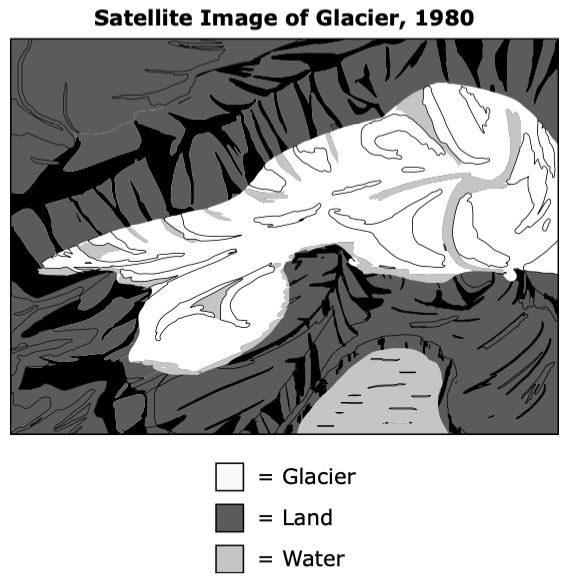 Satellite Image of Glacier, 1980
= Glacier
= Land
= Water